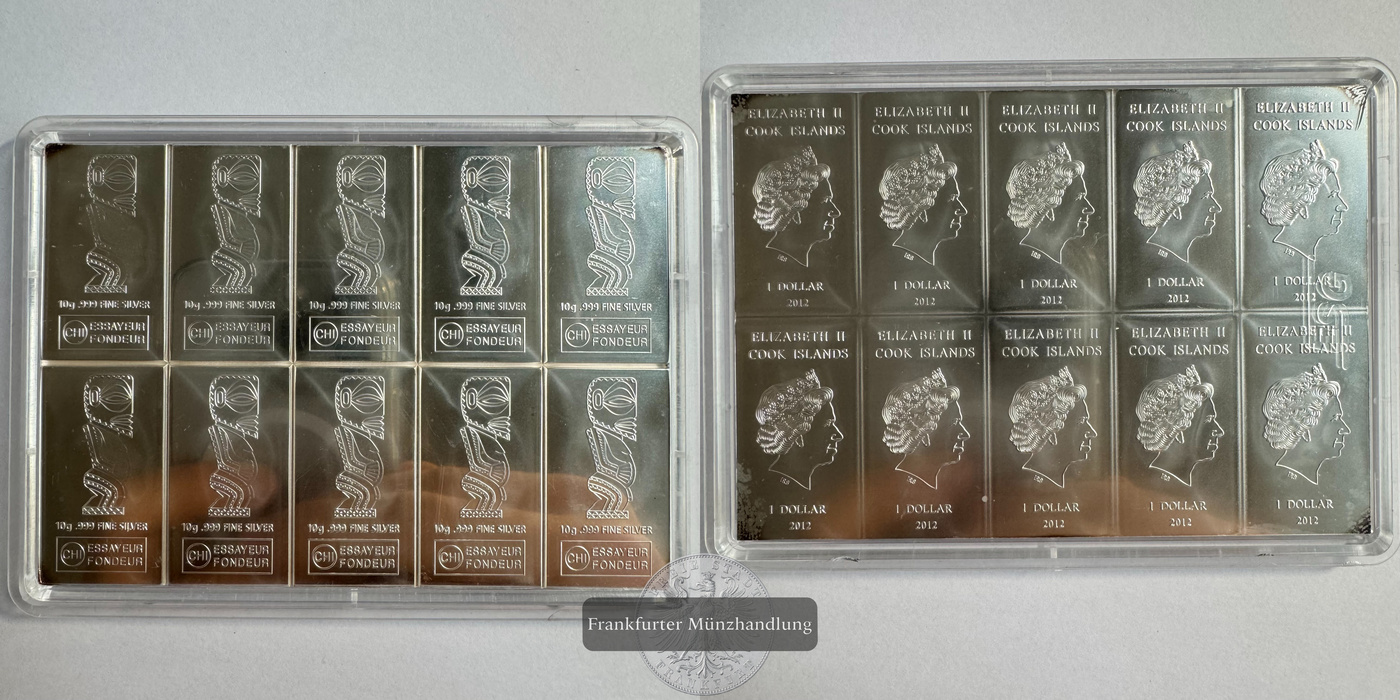 10g .999 FINE SILVER
CHI ESSAYEUR
FONDEUR
10g .999 FINE SILVER
CHI ESSAYEUR
FONDEUR
10g .999 FINE SILVER
CHI ESSAYEUR
FONDEUR
10g .999 FINE SILVER
CHI ESSAYEUR
FONDEUR
10g .999 FINE SILVER
CHI ESSAYEUR
FONDEUR
10g .999 FINE SILVER
CHI ESSAYEUR
FONDEUR
10g .999 FINE SILVER
CHI ESSAYEUR
FONDEUR
10g .999 FINE SILVER
CHI ESSAYEUR
FONDEUR
10g .999 FINE SILVER
CHI ESSAYEUR
FONDEUR
10g .999 FINE SILVER
CHI ESSAYEUR
FONDEUR
ELIZABETH II
COOK ISLANDS
1 DOLLAR
2012
ELIZABETH II
COOK ISLANDS
1 DOLLAR
2012
ELIZABETH II
COOK ISLANDS
1 DOLLAR
2012
ELIZABETH II
COOK ISLANDS
1 DOLLAR
2012
ELIZABETH II
COOK ISLANDS
1 DOLLAR
2012
ELIZABETH II
COOK ISLANDS
1 DOLLAR
2012
ELIZABETH II
COOK ISLANDS
1 DOLLAR
2012
ELIZABETH II
COOK ISLANDS
1 DOLLAR
2012
ELIZABETH II
COOK ISLANDS
1 DOLLAR
2012
ELIZABETH II
COOK ISLANDS
1 DOLLAR
2012
Frankfurter Münzhandlung